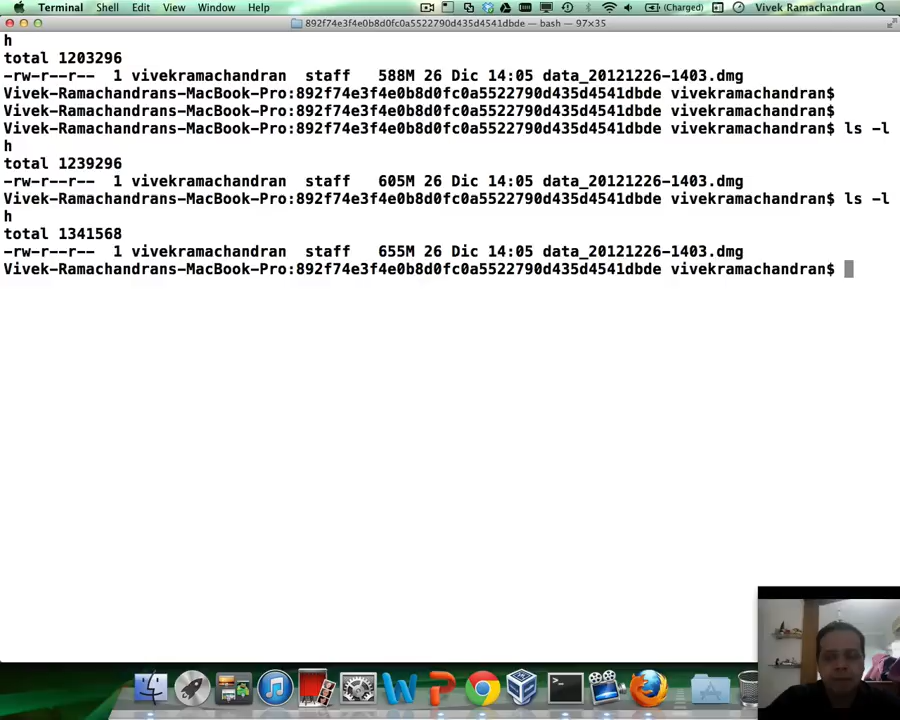 Terminal Shell Edit View Window Help (Charged) Vivek Ramachandran
892f74e3f4e0b8d0fc0a5522790d435d4541dbde — bash — 97×35
h
total 1203296
-rw-r--r--  1 vivekramachandran  staff   588M 26 Dic 14:05 data_20121226-1403.dmg
Vivek-Ramachandrans-MacBook-Pro:892f74e3f4e0b8d0fc0a5522790d435d4541dbde vivekramachandran$
Vivek-Ramachandrans-MacBook-Pro:892f74e3f4e0b8d0fc0a5522790d435d4541dbde vivekramachandran$
Vivek-Ramachandrans-MacBook-Pro:892f74e3f4e0b8d0fc0a5522790d435d4541dbde vivekramachandran$ ls -l
h
total 1239296
-rw-r--r--  1 vivekramachandran  staff   605M 26 Dic 14:05 data_20121226-1403.dmg
Vivek-Ramachandrans-MacBook-Pro:892f74e3f4e0b8d0fc0a5522790d435d4541dbde vivekramachandran$ ls -l
h
total 1341568
-rw-r--r--  1 vivekramachandran  staff   655M 26 Dic 14:05 data_20121226-1403.dmg
Vivek-Ramachandrans-MacBook-Pro:892f74e3f4e0b8d0fc0a5522790d435d4541dbde vivekramachandran$